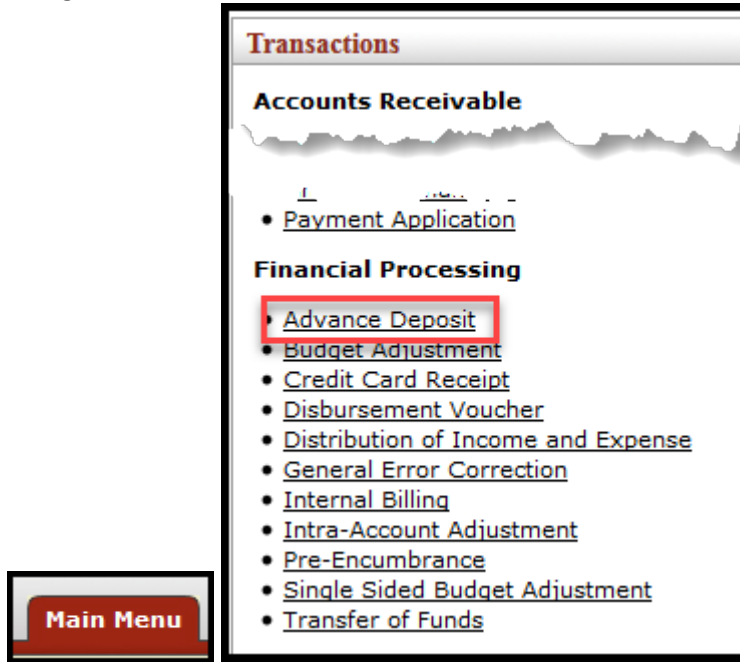 Transactions
Accounts Receivable
• Payment Application
Financial Processing
• Advance Deposit
• Budget Adjustment
• Credit Card Receipt
• Disbursement Voucher
• Distribution of Income and Expense
• General Error Correction
• Internal Billing
• Intra-Account Adjustment
• Pre-Encumbrance
• Single Sided Budget Adjustment
• Transfer of Funds
Main Menu